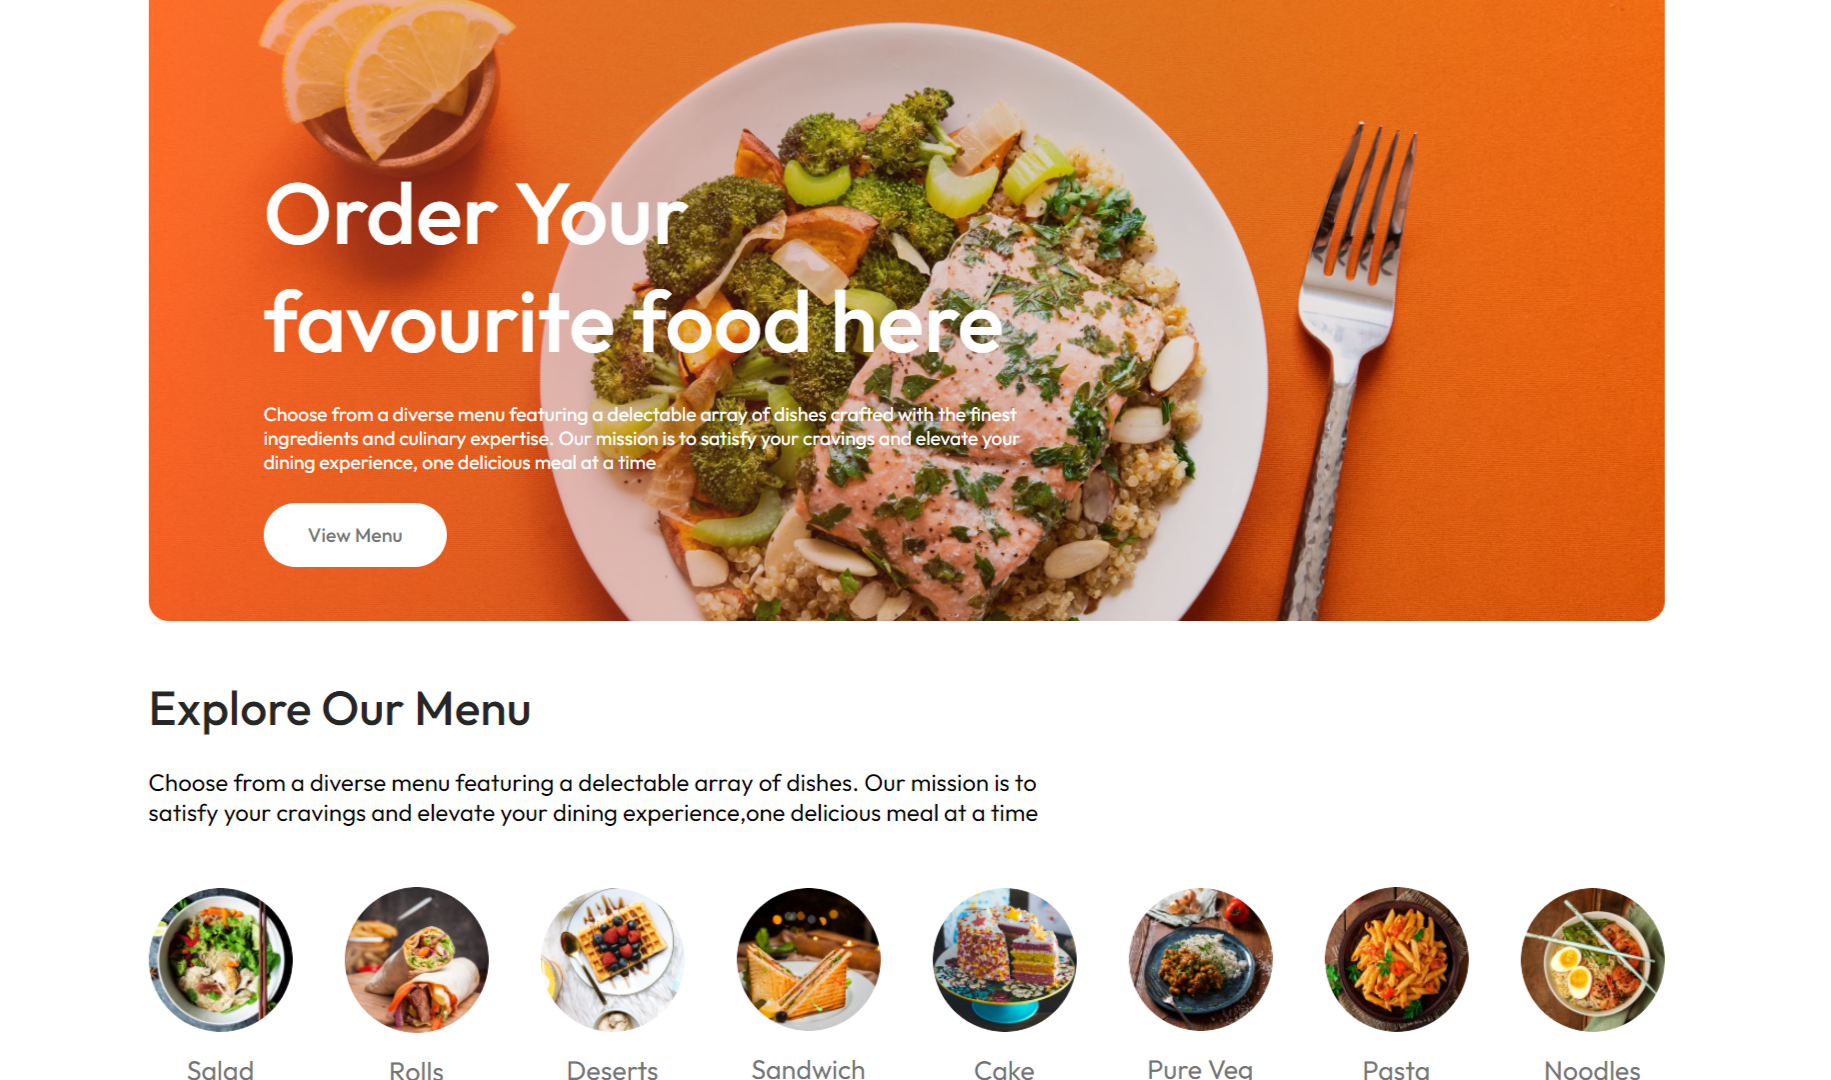 Order Your
favourite food here
Choose from a diverse menu featuring a delectable array of dishes crafted with the finest
ingredients and culinary expertise. Our mission is to satisfy your cravings and elevate your
dining experience, one delicious meal at a time
View Menu
Explore Our Menu
Choose from a diverse menu featuring a delectable array of dishes. Our mission is to
satisfy your cravings and elevate your dining experience,one delicious meal at a time
Salad
Rolls
Deserts
Sandwich
Cake
Pure Veg
Pasta
Noodles